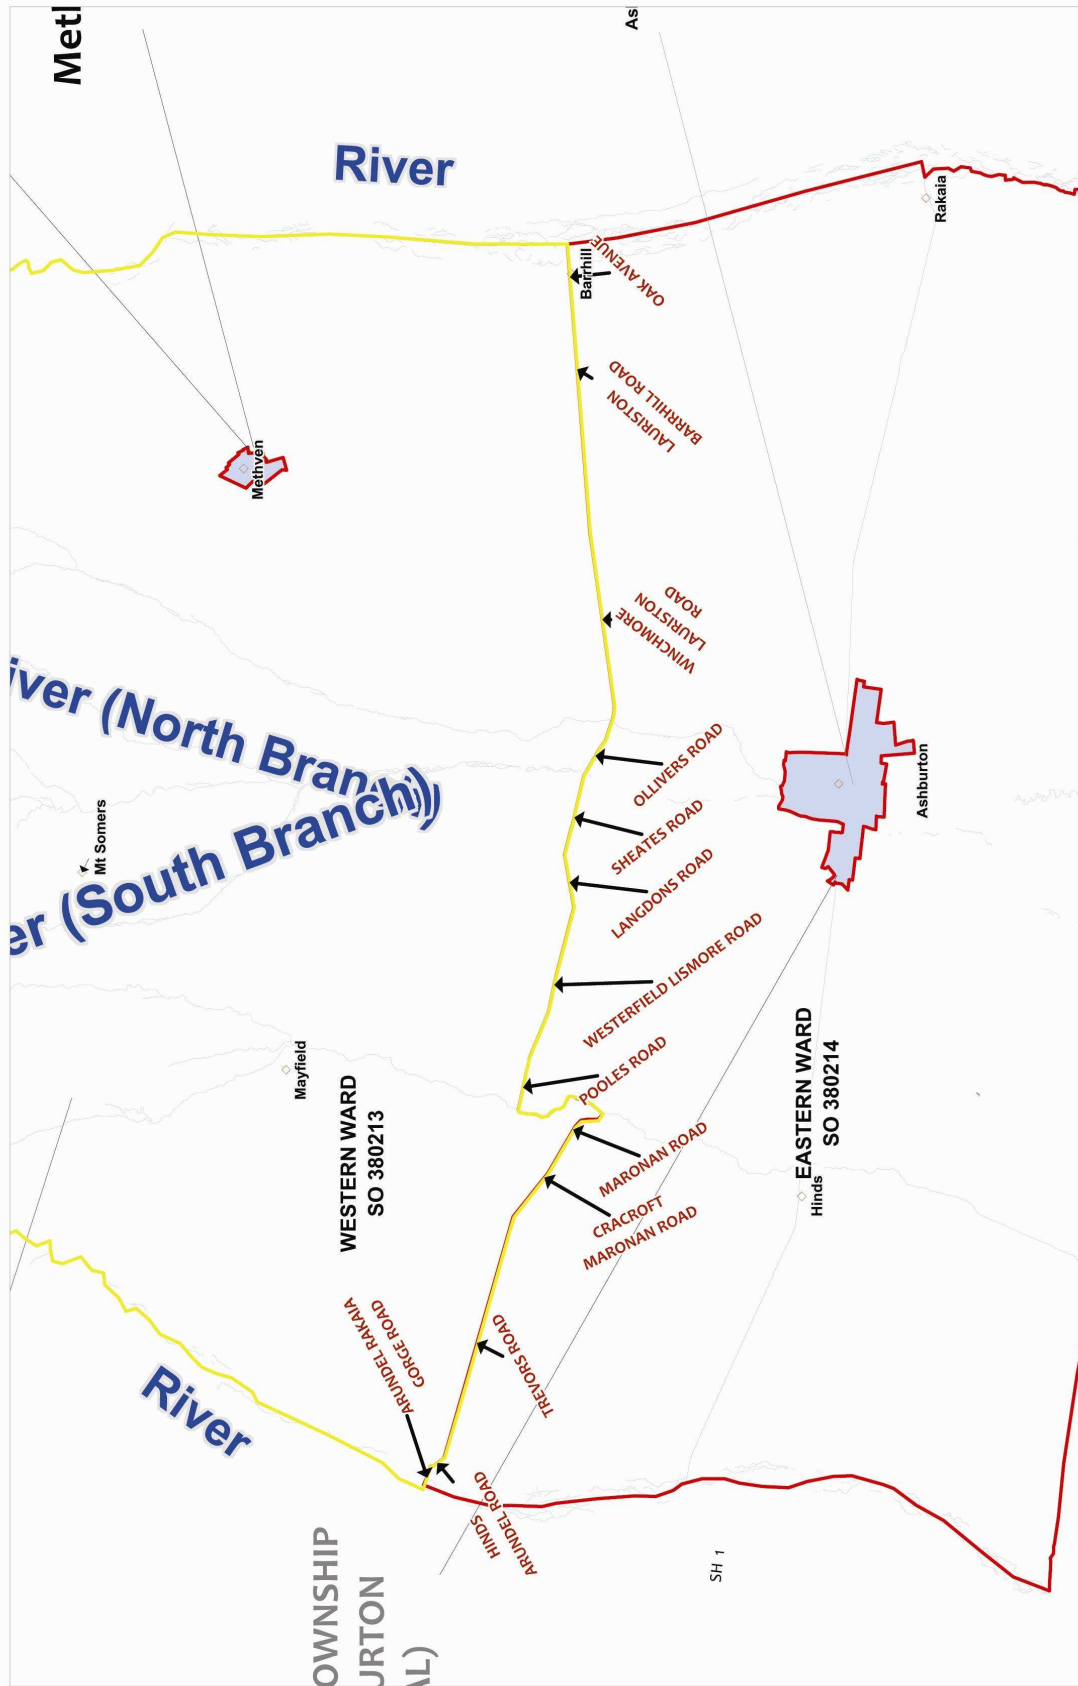 Meth
As
River
Rakaia
OAK AVENUE
Barrhill
BARRHILL ROAD
LAURISTON
Methven
WINCHMORE
LAURISTON
ROAD
iver (North Branch)
er (South Branch)
OLLIVERS ROAD
Ashburton
SHEATES ROAD
Mt Somers
LANGDONS ROAD
WESTERFIELD LISMORE ROAD
Mayfield
POOLES ROAD
WESTERN WARD
SO 380213
EASTERN WARD
SO 380214
Hinds
MARONAN ROAD
CRACROFT
MARONAN ROAD
ARUNDEL RAKAIA
GORGE ROAD
TREVORS ROAD
River
HINDS
ARUNDEL ROAD
SH 1
OWNSHIP
URTON
AL)